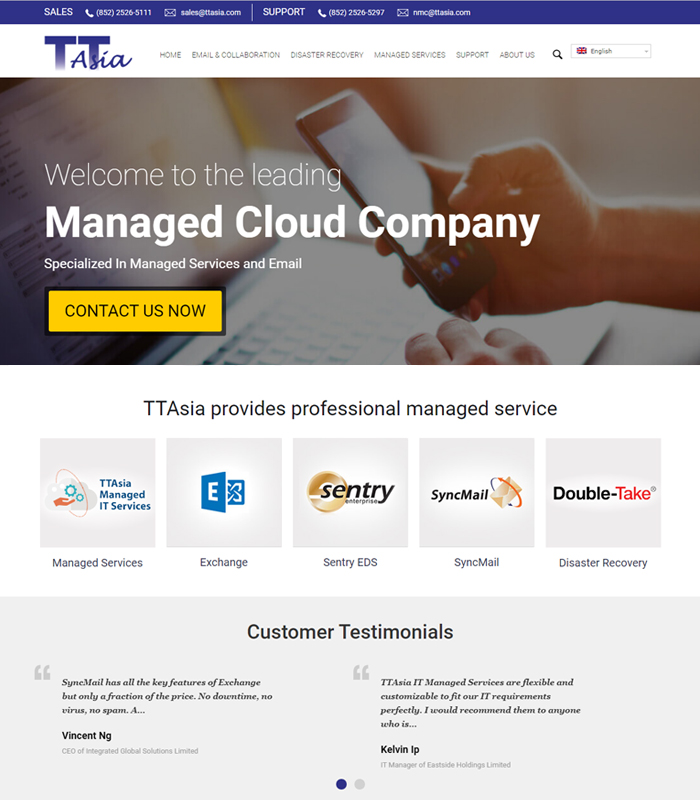 SALES (852) 2526-5111 sales@ttasia.com SUPPORT (852) 2526-5297 nmc@ttasia.com
TTAsia
HOME EMAIL & COLLABORATION DISASTER RECOVERY MANAGED SERVICES SUPPORT ABOUT US English
Welcome to the leading
Managed Cloud Company
Specialized In Managed Services and Email
CONTACT US NOW
TTAsia provides professional managed service
TTAsia
Managed
IT Services
E
sentry
enterprise
SyncMail
Double-Take®
Managed Services Exchange Sentry EDS SyncMail Disaster Recovery
Customer Testimonials
SyncMail has all the key features of Exchange
but only a fraction of the price. No downtime, no
virus, no spam. A...
Vincent Ng
CEO of Integrated Global Solutions Limited
TTAsia IT Managed Services are flexible and
customizable to fit our IT requirements
perfectly. I would recommend them to anyone
who is...
Kelvin Ip
IT Manager of Eastside Holdings Limited